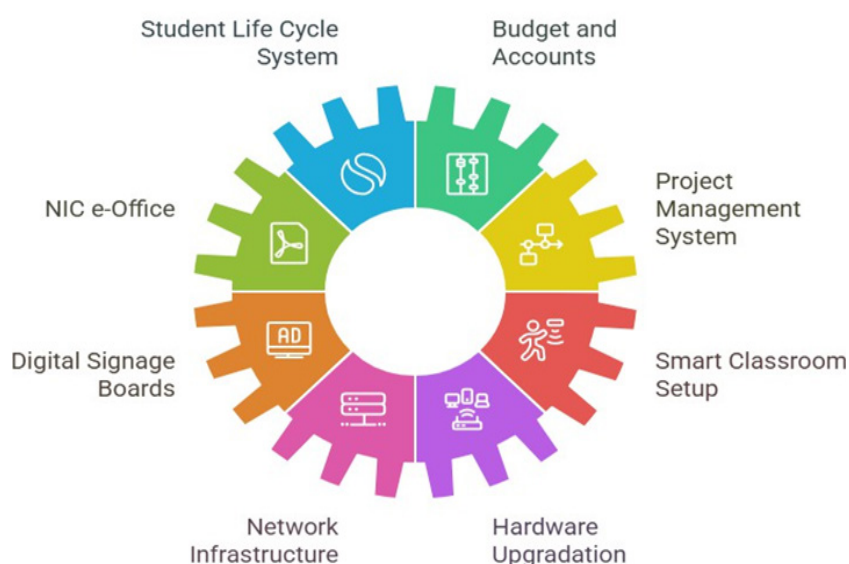 Student Life Cycle
System
Budget and
Accounts
NIC e-Office
Project
Management
System
Digital Signage
Boards
AD
Smart Classroom
Setup
Network
Infrastructure
Hardware
Upgradation